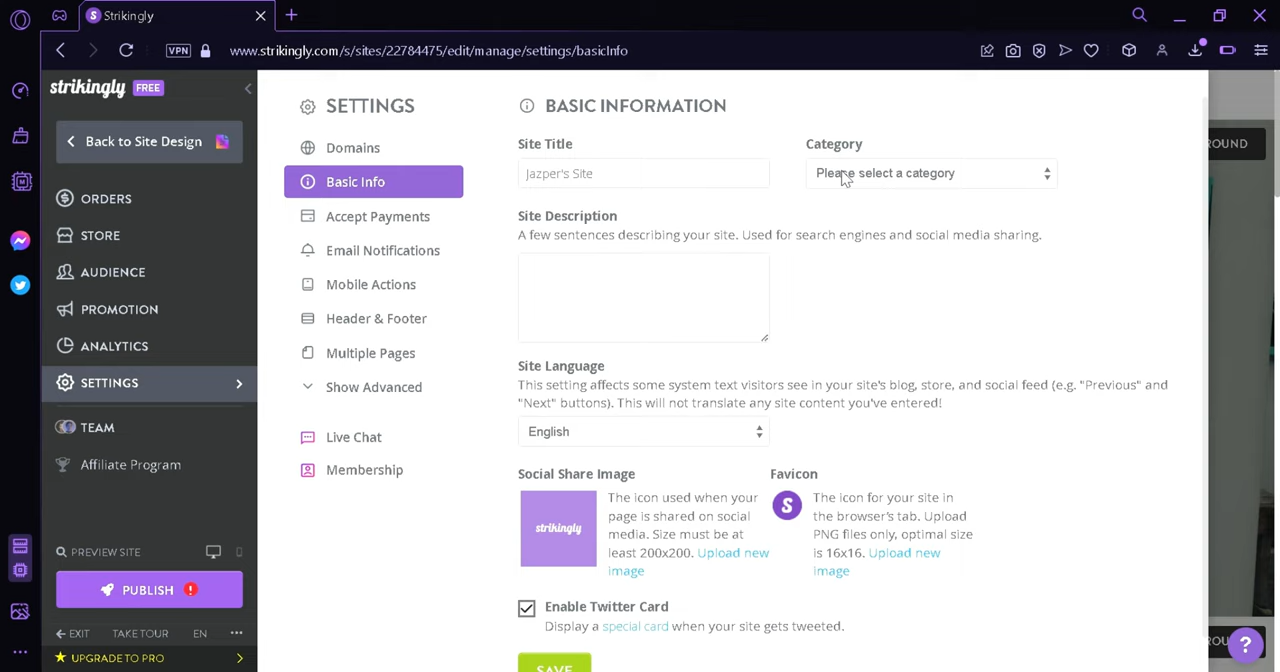 Strikingly
VPN
www.strikingly.com/s/sites/22784475/edit/manage/settings/basicInfo
strikingly FREE
Back to Site Design
ORDERS
STORE
AUDIENCE
PROMOTION
ANALYTICS
SETTINGS
TEAM
Affiliate Program
PREVIEW SITE
PUBLISH
EXIT TAKE TOUR EN
UPGRADE TO PRO
SETTINGS
Domains
Basic Info
Accept Payments
Email Notifications
Mobile Actions
Header & Footer
Multiple Pages
Show Advanced
Live Chat
Membership
BASIC INFORMATION
Site Title
Jazper's Site
Category
Please select a category
Site Description
A few sentences describing your site. Used for search engines and social media sharing.
Site Language
This setting affects some system text visitors see in your site's blog, store, and social feed (e.g. "Previous" and
"Next" buttons). This will not translate any site content you've entered!
English
Social Share Image
strikingly
The icon used when your
page is shared on social
media. Size must be at
least 200x200. Upload new
image
Favicon
S
The icon for your site in
the browser's tab. Upload
PNG files only, optimal size
is 16x16. Upload new
image
Enable Twitter Card
Display a special card when your site gets tweeted.
SAVE
ROUND
?